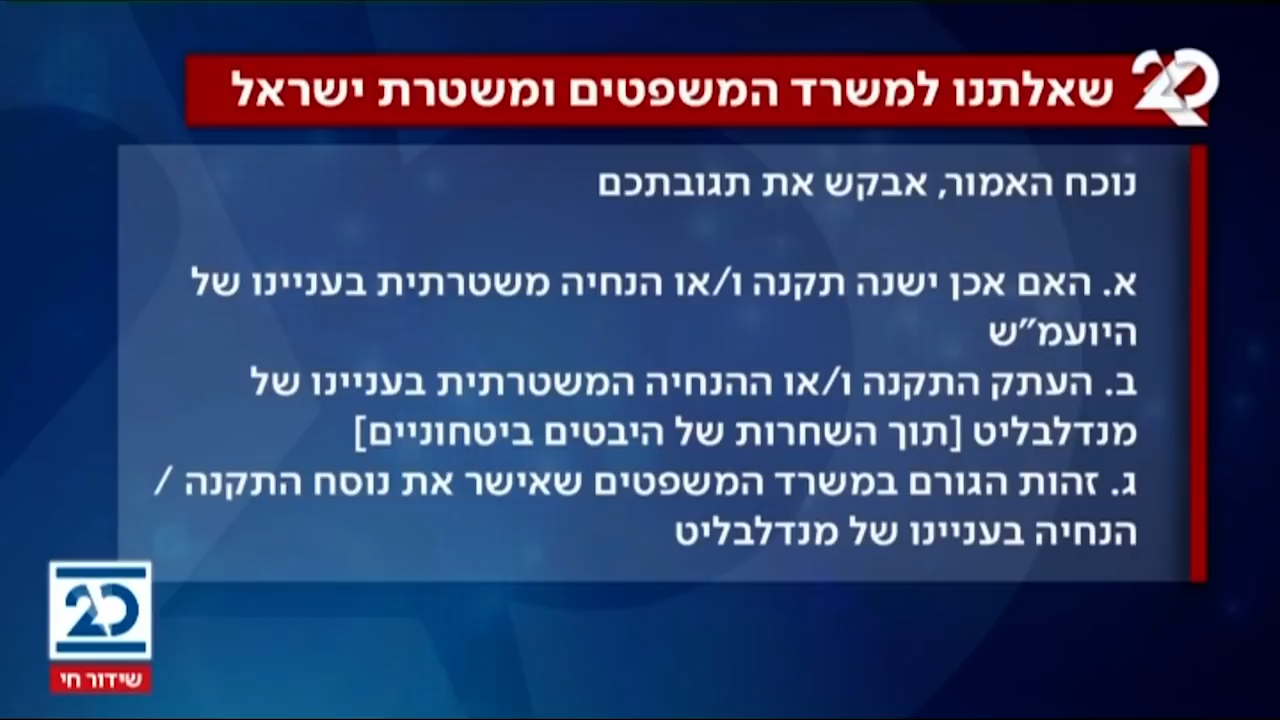 שאלתנו למשרד המשפטים ומשטרת ישראל
20
נוכח האמור, אבקש את תגובתכם
א. האם אכן ישנה תקנה ו/או הנחיה משטרתית בעניינו של
היועמ״ש
ב. העתק התקנה ו/או ההנחיה המשטרתית בעניינו של
מנדלבליט [תוך השחרות של היבטים ביטחוניים]
ג. זהות הגורם במשרד המשפטים שאישר את נוסח התקנה /
הנחיה בעניינו של מנדלבליט
20
שידור חי